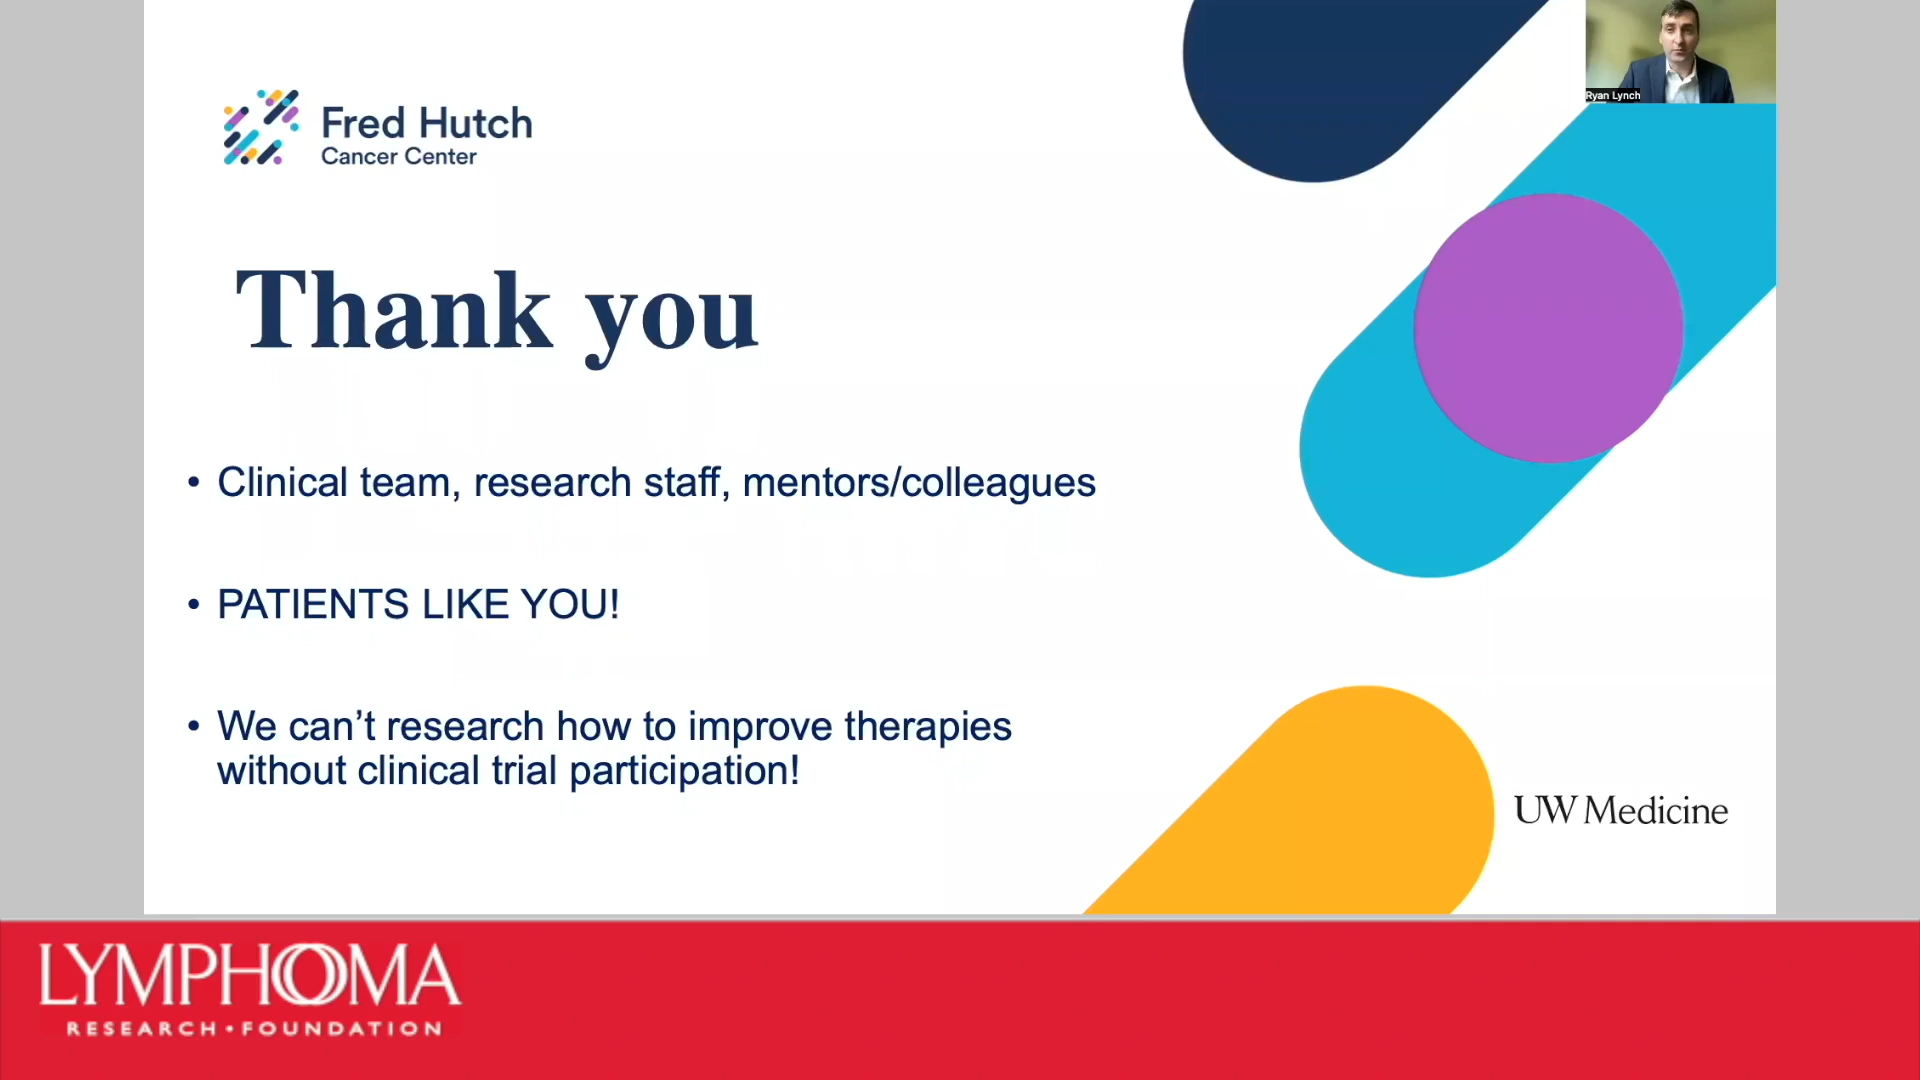 Ryan Lynch
Fred Hutch
Cancer Center
Thank you
• Clinical team, research staff, mentors/colleagues
• PATIENTS LIKE YOU!
• We can’t research how to improve therapies
without clinical trial participation!
UW Medicine
LYMPHOMA
RESEARCH • FOUNDATION